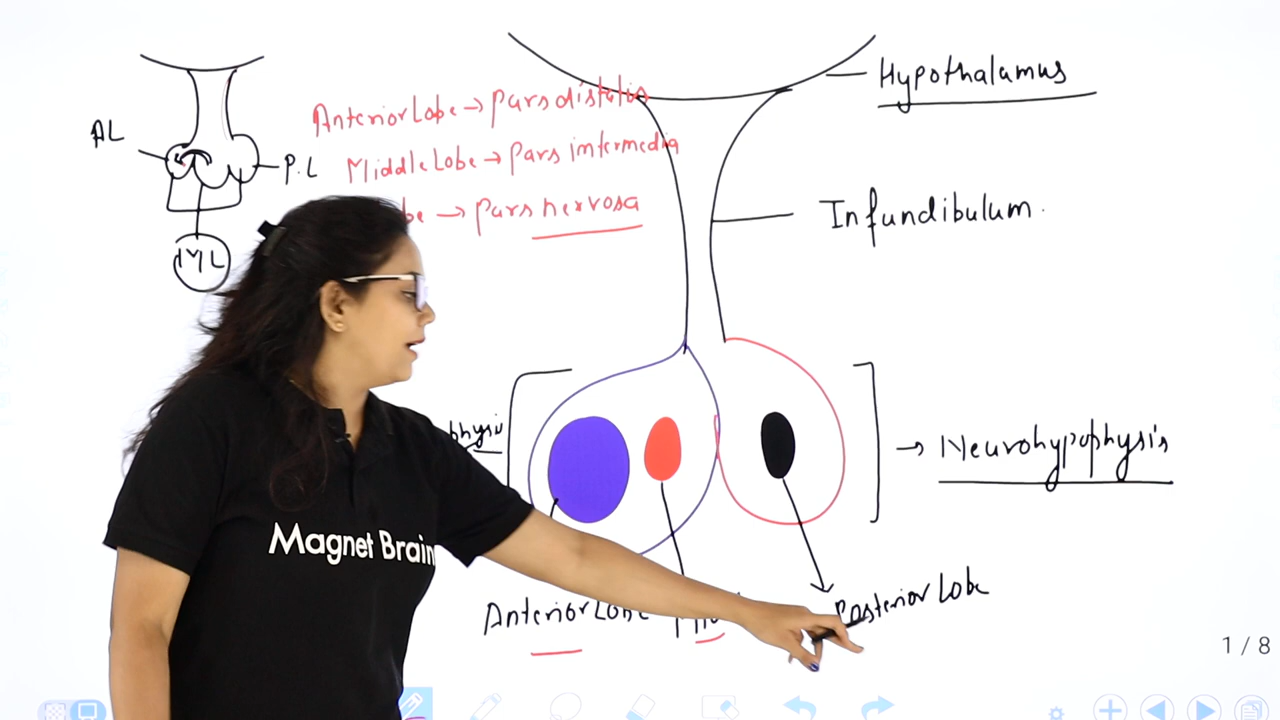 Hypothalamus
AL
P.L
ML
Anterior Lobe → Pars distalis
Middle Lobe → Pars intermedia
be → Pars nervosa
Infundibulum.
physis
→ Neurohypophysis
Magnet Brain
Anterior Lobe
Posterior Lobe
1 / 8